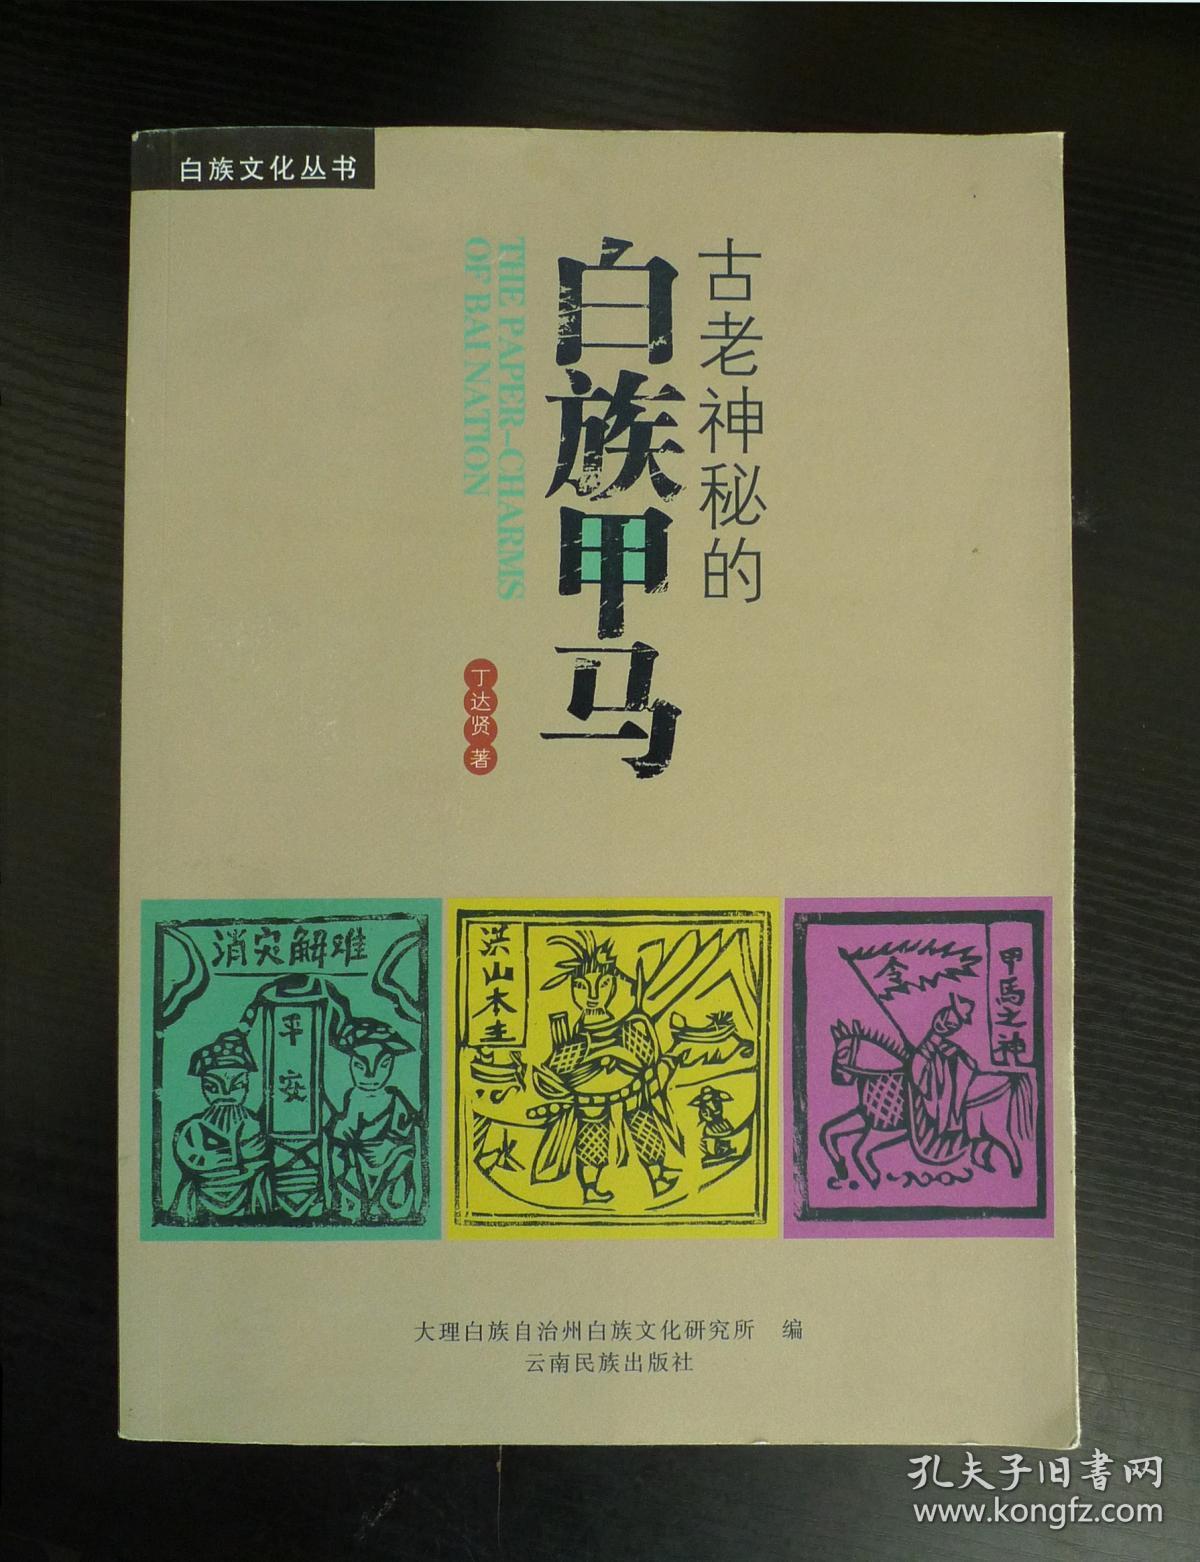 白族文化丛书
古老神秘的
白族甲马
THE PAPER-CHARMS
OF BAI NATION
丁达贤 著
消灾解难
平安
洪山本主
水
甲馬之神
令
大理白族自治州白族文化研究所 编
云南民族出版社
孔夫子旧书网
www.kongfz.com